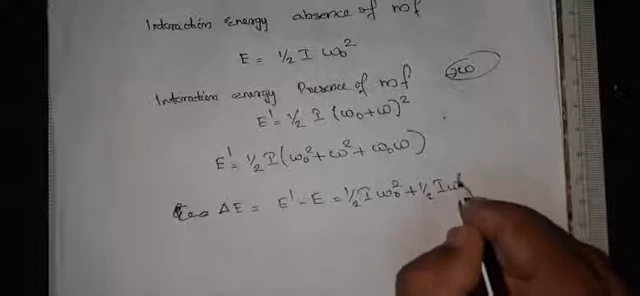 Interaction Energy absence of mf
E = 1/2 I ω₀²
Interaction energy Presence of mf
E' = 1/2 I (ω₀+ω)²
E' = 1/2 I(ω₀² + ω² + ω₀ω)
ΔE = E' - E = 1/2 I ω₀² + 1/2 I ω